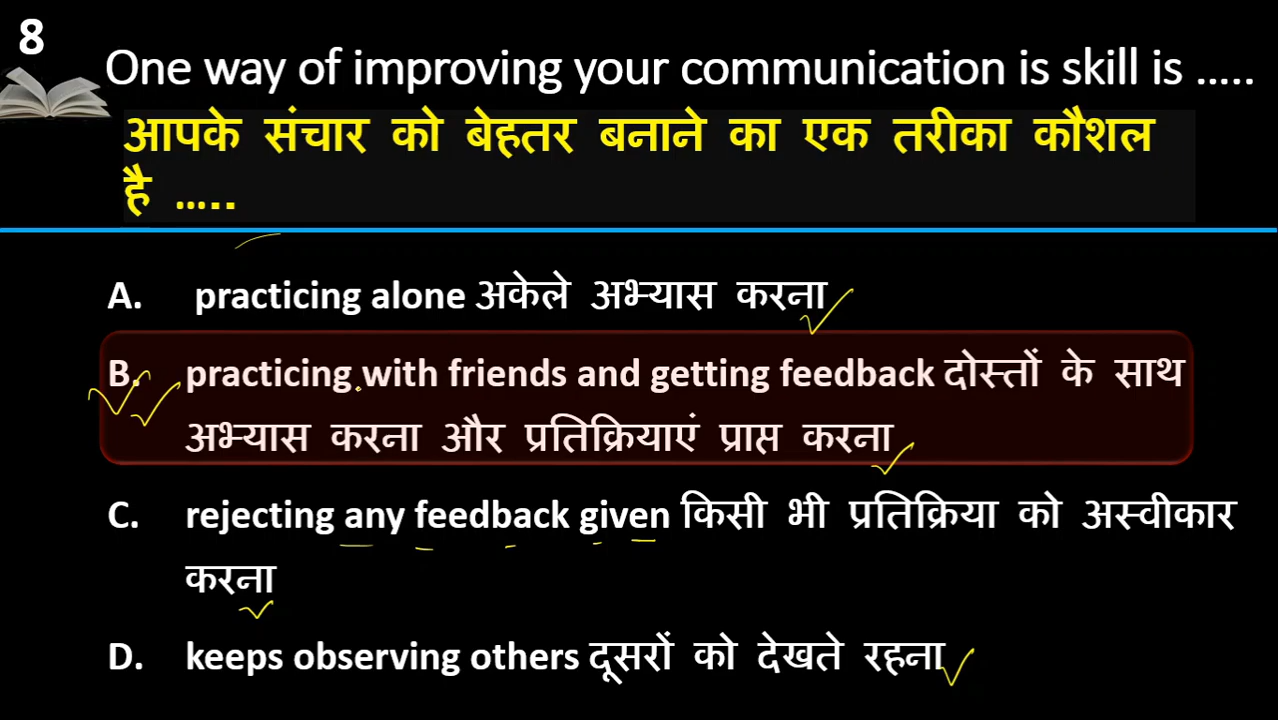 8
One way of improving your communication is skill is .....
आपके संचार को बेहतर बनाने का एक तरीका कौशल
है .....
A. practicing alone अकेले अभ्यास करना
B. practicing with friends and getting feedback दोस्तों के साथ
अभ्यास करना और प्रतिक्रियाएं प्राप्त करना
C. rejecting any feedback given किसी भी प्रतिक्रिया को अस्वीकार
करना
D. keeps observing others दूसरों को देखते रहना